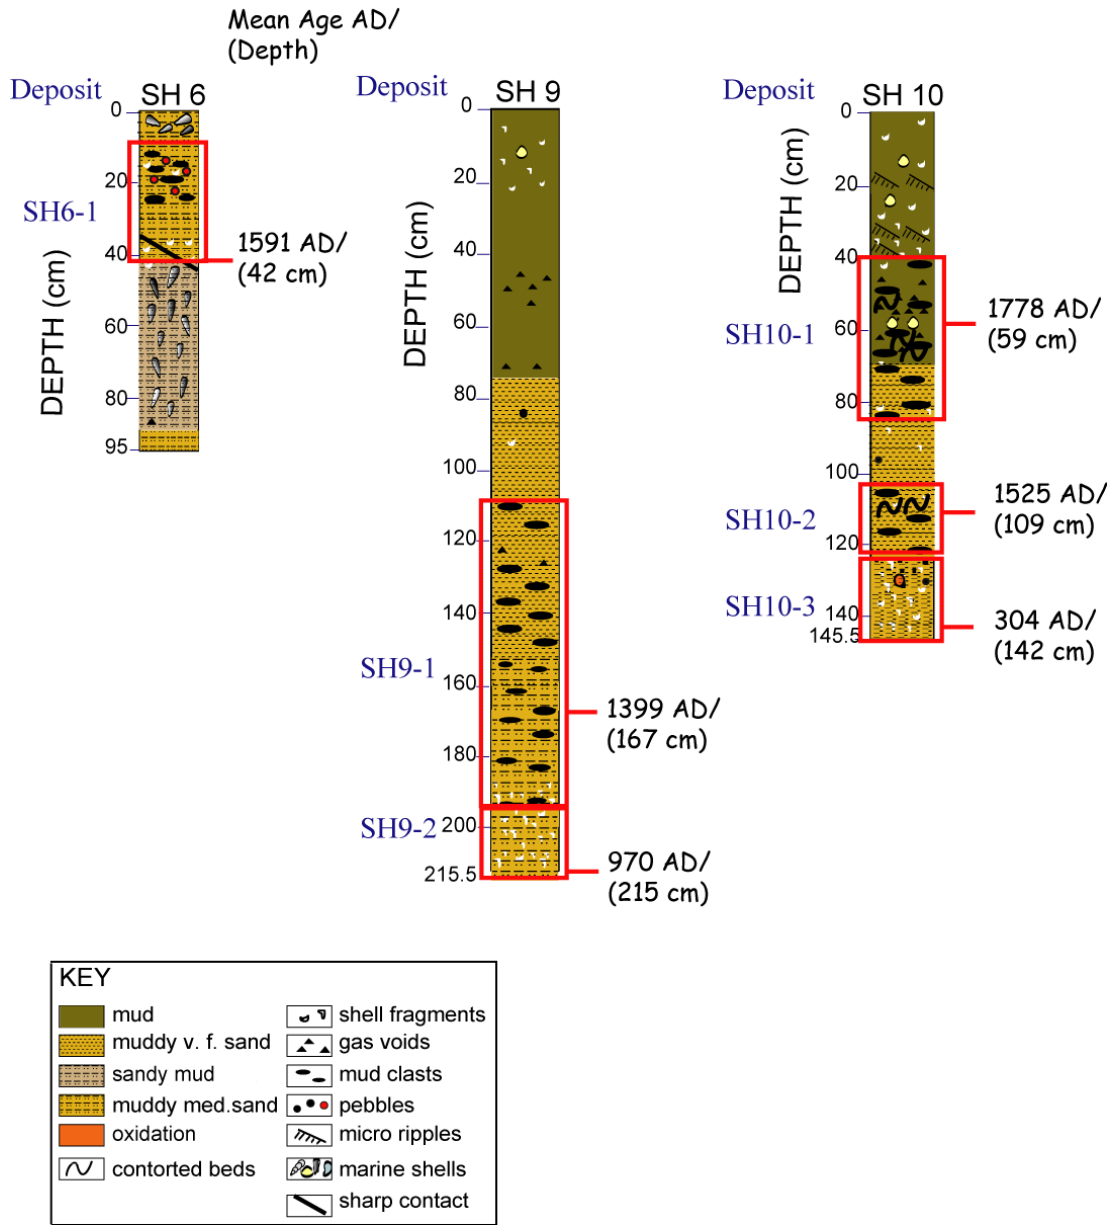 Mean Age AD/
(Depth)
Deposit
SH 6
0
20
40
60
80
95
DEPTH (cm)
SH6-1
1591 AD/
(42 cm)
Deposit
SH 9
0
20
40
60
80
100
120
140
160
180
200
215.5
DEPTH (cm)
SH9-1
1399 AD/
(167 cm)
SH9-2
970 AD/
(215 cm)
Deposit
SH 10
0
20
40
60
80
100
120
140
145.5
DEPTH (cm)
SH10-1
1778 AD/
(59 cm)
SH10-2
1525 AD/
(109 cm)
SH10-3
304 AD/
(142 cm)
KEY
mud
muddy v. f. sand
sandy mud
muddy med.sand
oxidation
contorted beds
shell fragments
gas voids
mud clasts
pebbles
micro ripples
marine shells
sharp contact